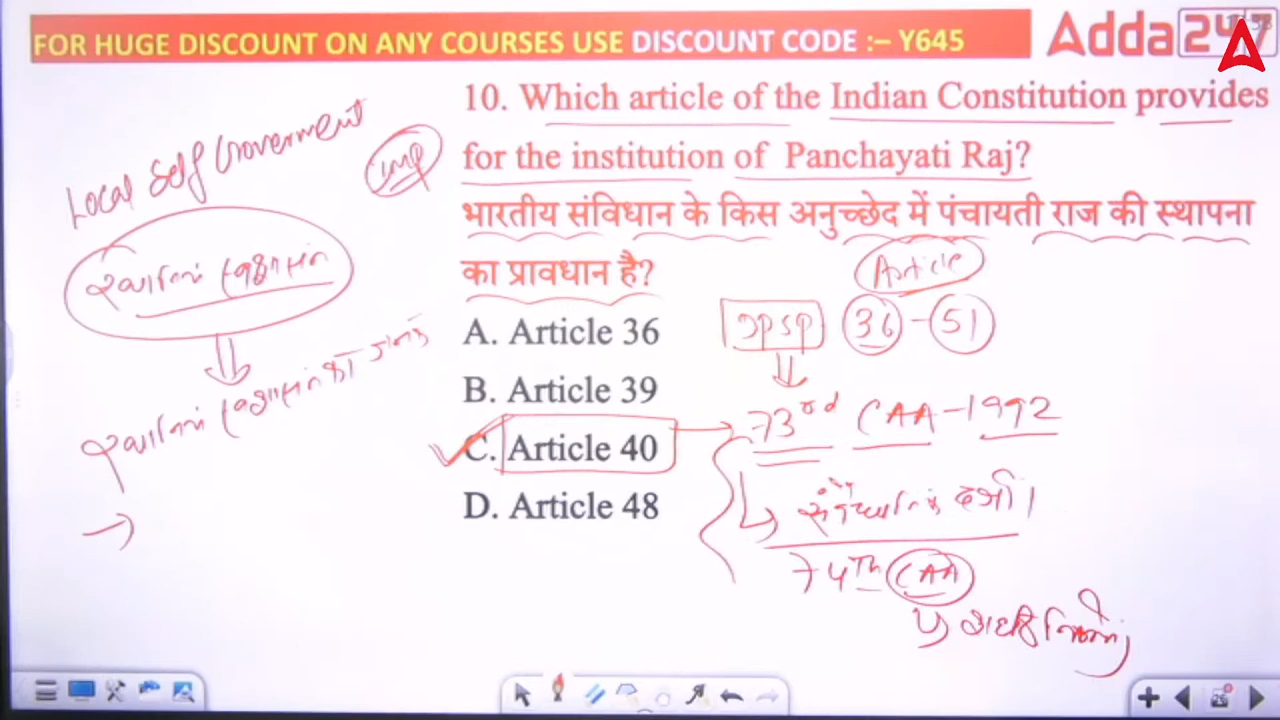 FOR HUGE DISCOUNT ON ANY COURSES USE DISCOUNT CODE :– Y645
Adda247
10. Which article of the Indian Constitution provides
for the institution of Panchayati Raj?
भारतीय संविधान के किस अनुच्छेद में पंचायती राज की स्थापना
का प्रावधान है?
A. Article 36
B. Article 39
C. Article 40
D. Article 48
Local Self Government
imp
Article
36 - 51
73rd CAA-1992
74Th CAA